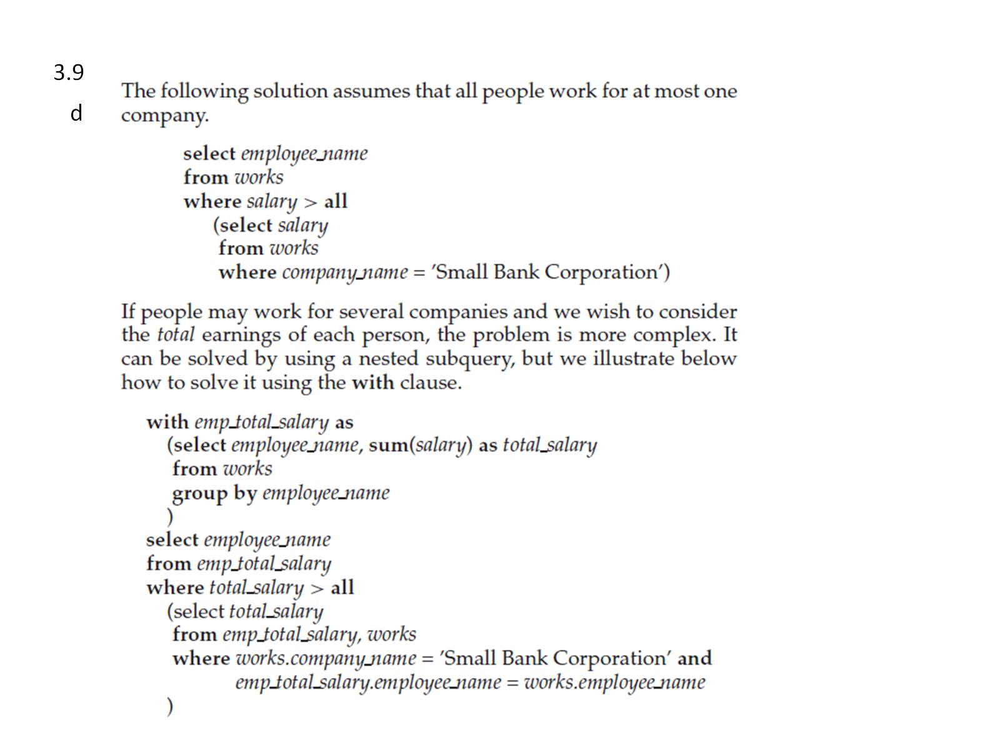 3.9
The following solution assumes that all people work for at most one
d
company.
select employee_name
from works
where salary > all
(select salary
from works
where company_name = ’Small Bank Corporation’)
If people may work for several companies and we wish to consider
the total earnings of each person, the problem is more complex. It
can be solved by using a nested subquery, but we illustrate below
how to solve it using the with clause.
with emp_total_salary as
(select employee_name, sum(salary) as total_salary
from works
group by employee_name
)
select employee_name
from emp_total_salary
where total_salary > all
(select total_salary
from emp_total_salary, works
where works.company_name = ’Small Bank Corporation’ and
emp_total_salary.employee_name = works.employee_name
)